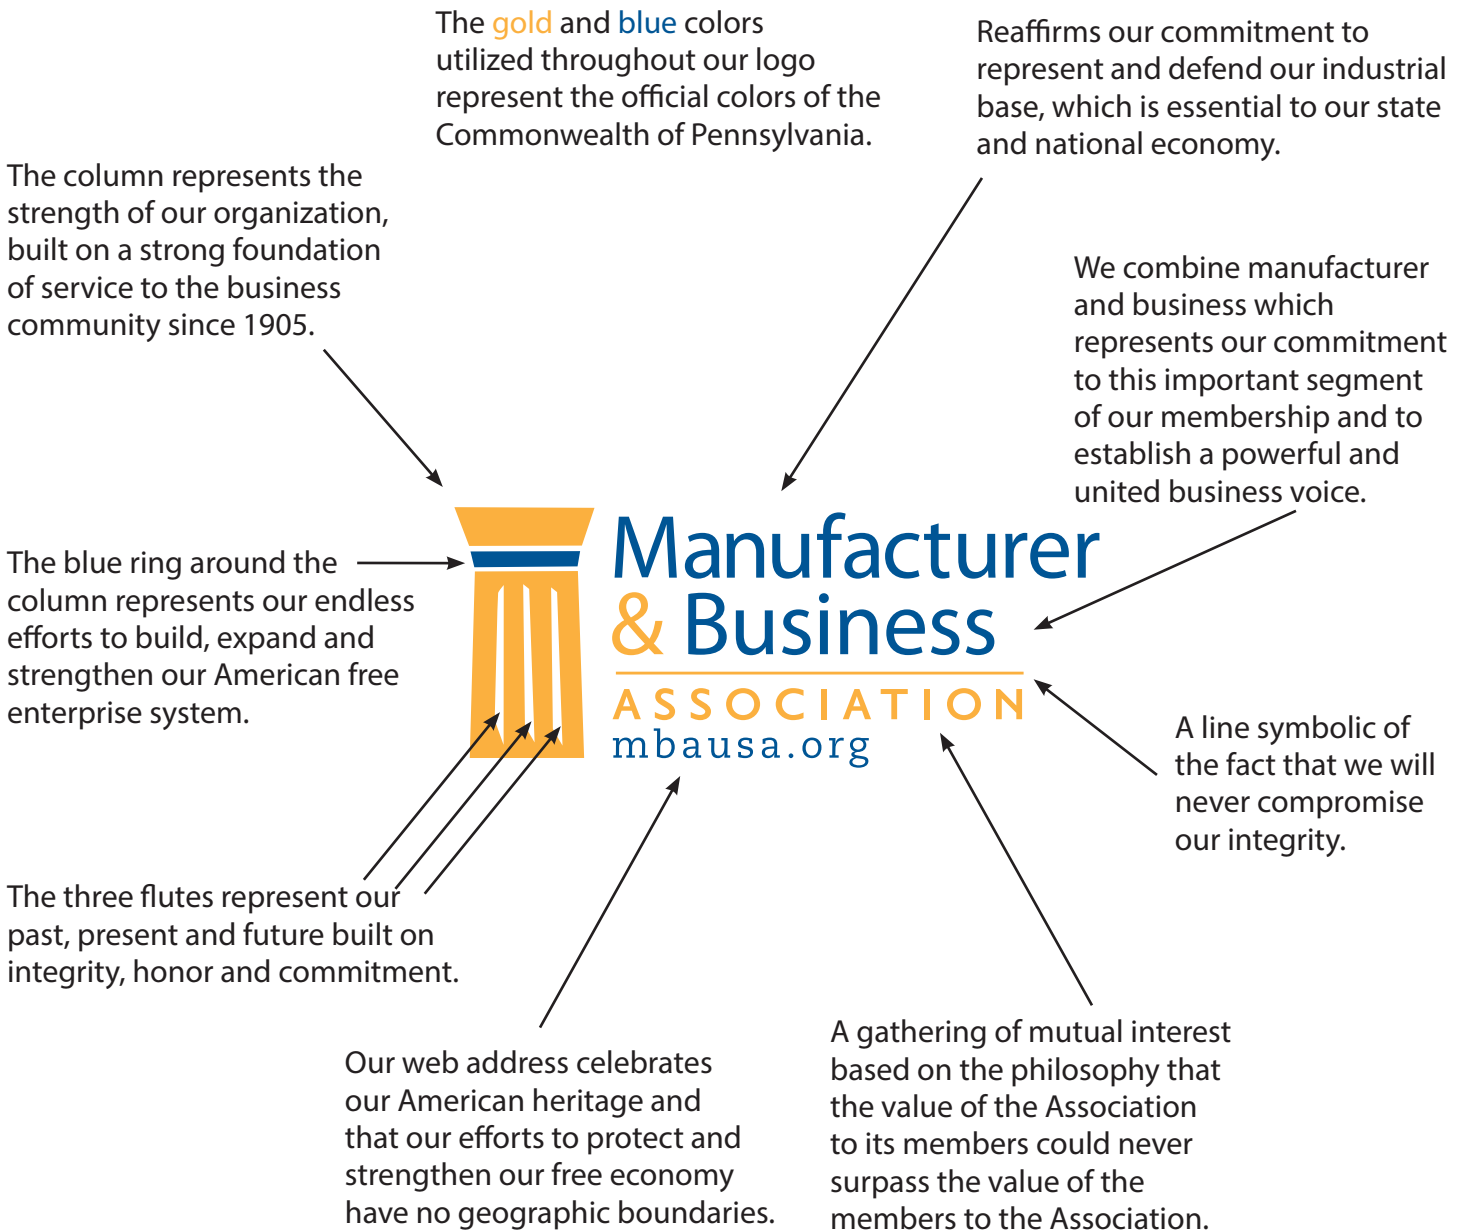 The gold and blue colors
utilized throughout our logo
represent the official colors of the
Commonwealth of Pennsylvania.
Reaffirms our commitment to
represent and defend our industrial
base, which is essential to our state
and national economy.
The column represents the
strength of our organization,
built on a strong foundation
of service to the business
community since 1905.
We combine manufacturer
and business which
represents our commitment
to this important segment
of our membership and to
establish a powerful and
united business voice.
Manufacturer
& Business
ASSOCIATION
mbausa.org
The blue ring around the
column represents our endless
efforts to build, expand and
strengthen our American free
enterprise system.
A line symbolic of
the fact that we will
never compromise
our integrity.
The three flutes represent our
past, present and future built on
integrity, honor and commitment.
Our web address celebrates
our American heritage and
that our efforts to protect and
strengthen our free economy
have no geographic boundaries.
A gathering of mutual interest
based on the philosophy that
the value of the Association
to its members could never
surpass the value of the
members to the Association.